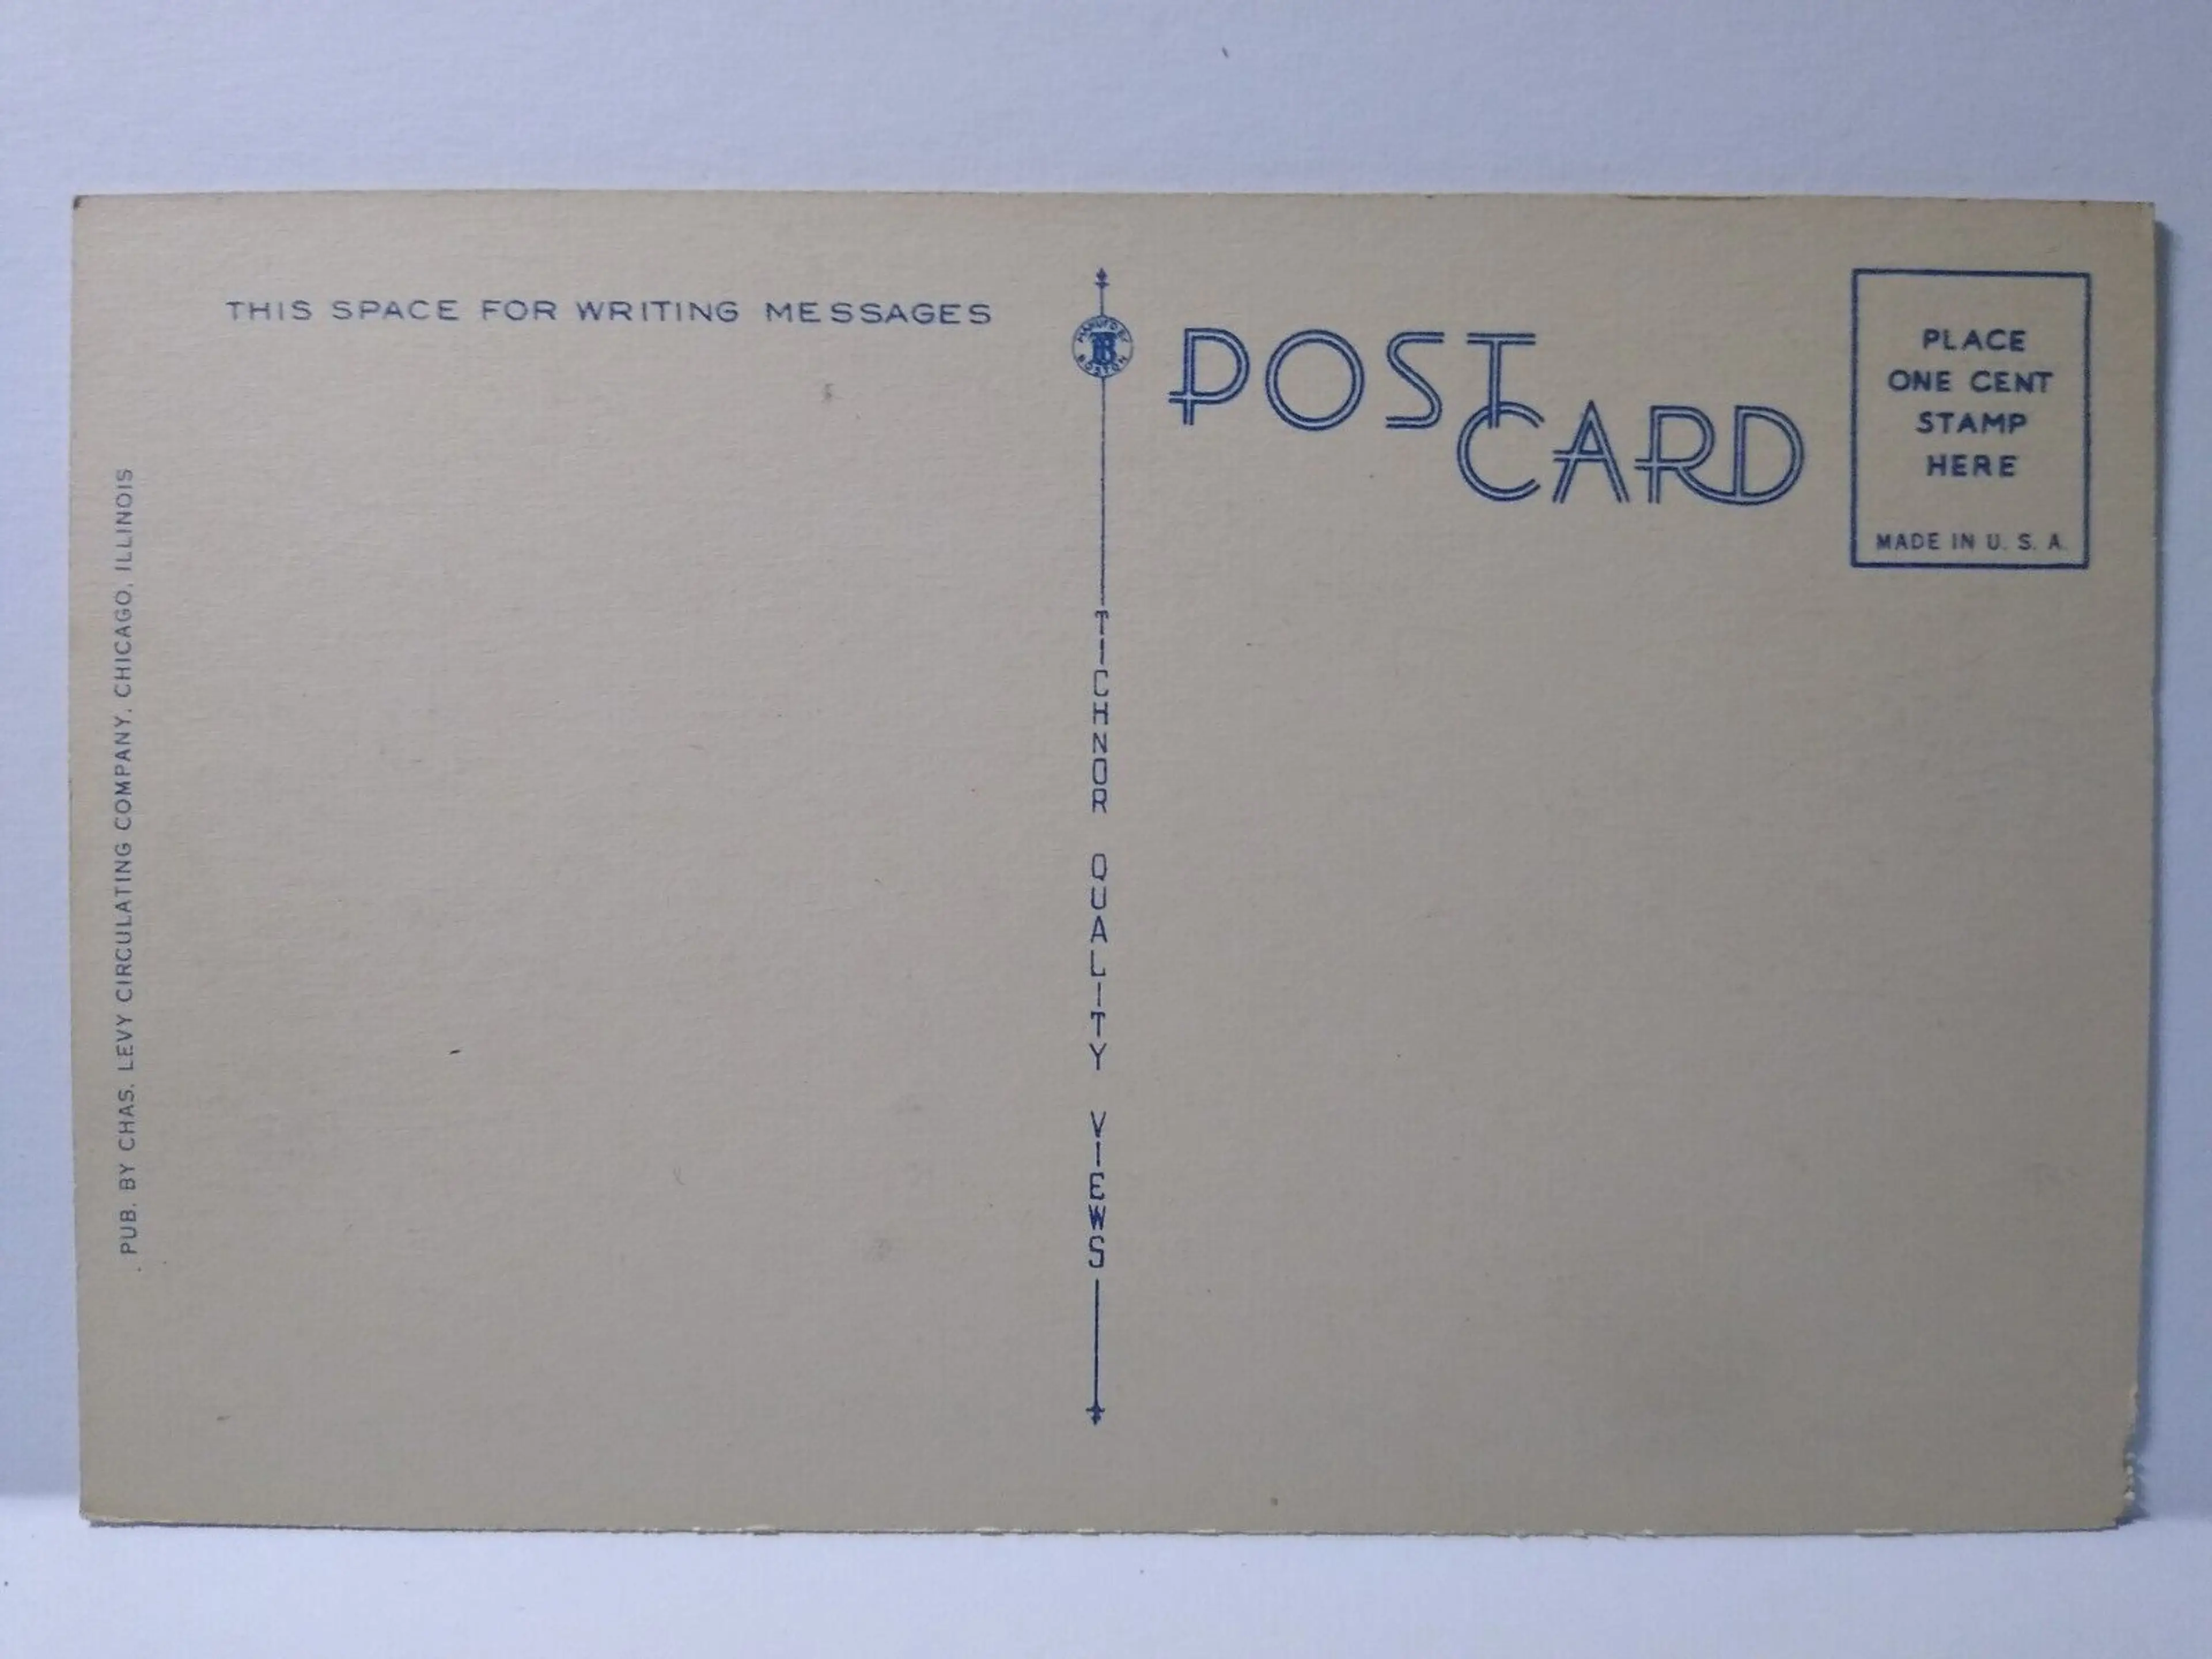 THIS SPACE FOR WRITING MESSAGES
POST
CARD
PLACE
ONE CENT
STAMP
HERE
MADE IN U. S. A.
BOSTON
TICHNOR QUALITY VIEWS
PUB. BY CHAS. LEVY CIRCULATING COMPANY, CHICAGO, ILLINOIS